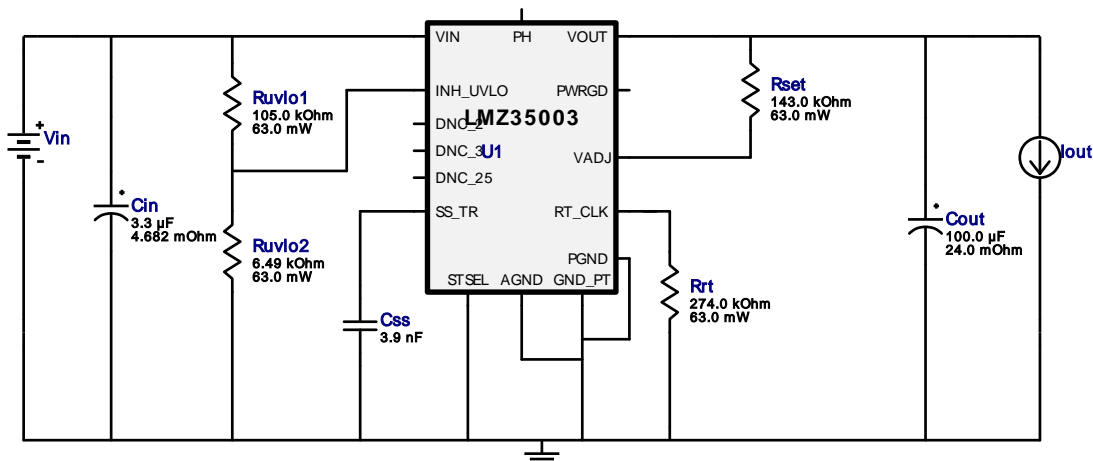 VIN
PH
VOUT
Ruvlo1
105.0 kOhm
63.0 mW
INH_UVLO
PWRGD
Rset
143.0 kOhm
63.0 mW
LMZ35003
DNC_2
Vin
+
-
DNC_3
U1
VADJ
Iout
DNC_25
Cin
3.3 µF
4.682 mOhm
SS_TR
RT_CLK
Cout
100.0 µF
24.0 mOhm
Ruvlo2
6.49 kOhm
63.0 mW
PGND
STSEL
AGND
GND_PT
Rrt
274.0 kOhm
63.0 mW
Css
3.9 nF